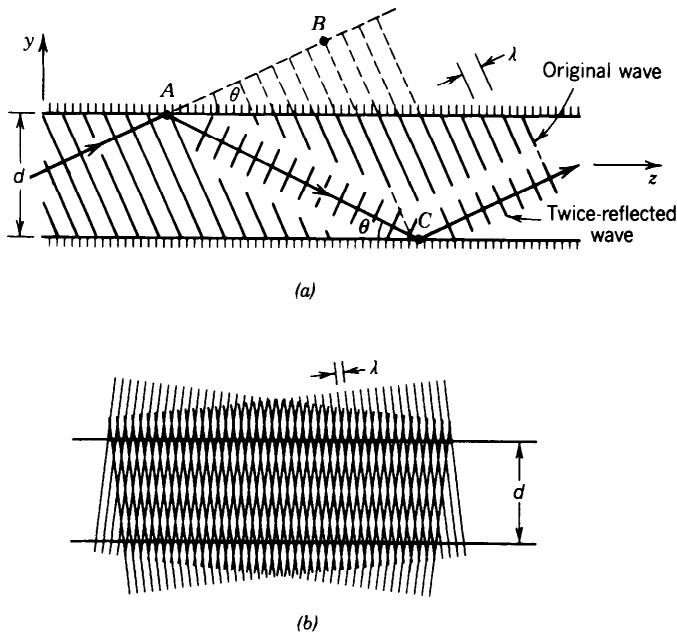 y
B
λ
A
θ
Original wave
d
z
θ
C
Twice-reflected
wave
(a)
λ
d
(b)